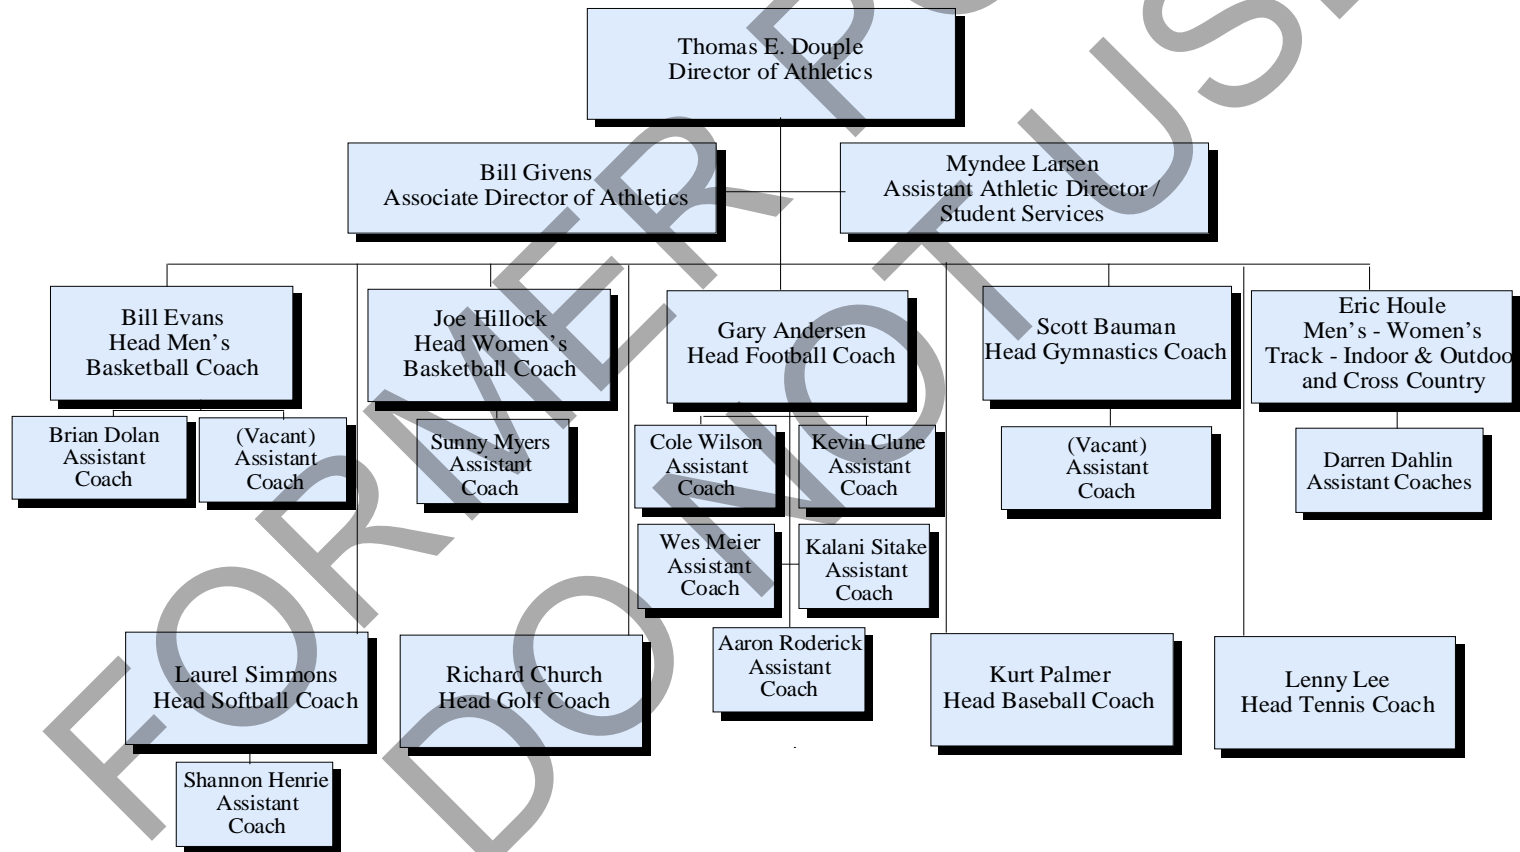 Thomas E. Douple
Director of Athletics
Bill Givens
Associate Director of Athletics
Myndee Larsen
Assistant Athletic Director /
Student Services
Bill Evans
Head Men’s
Basketball Coach
Joe Hillock
Head Women’s
Basketball Coach
Gary Andersen
Head Football Coach
Scott Bauman
Head Gymnastics Coach
Eric Houle
Men’s - Women’s
Track - Indoor & Outdoo
and Cross Country
Brian Dolan
Assistant
Coach
(Vacant)
Assistant
Coach
Sunny Myers
Assistant
Coach
Cole Wilson
Assistant
Coach
Kevin Clune
Assistant
Coach
(Vacant)
Assistant
Coach
Darren Dahlin
Assistant Coaches
Wes Meier
Assistant
Coach
Kalani Sitake
Assistant
Coach
Aaron Roderick
Assistant
Coach
Laurel Simmons
Head Softball Coach
Richard Church
Head Golf Coach
Kurt Palmer
Head Baseball Coach
Lenny Lee
Head Tennis Coach
Shannon Henrie
Assistant
Coach
FORMER PO
DO NOT USE